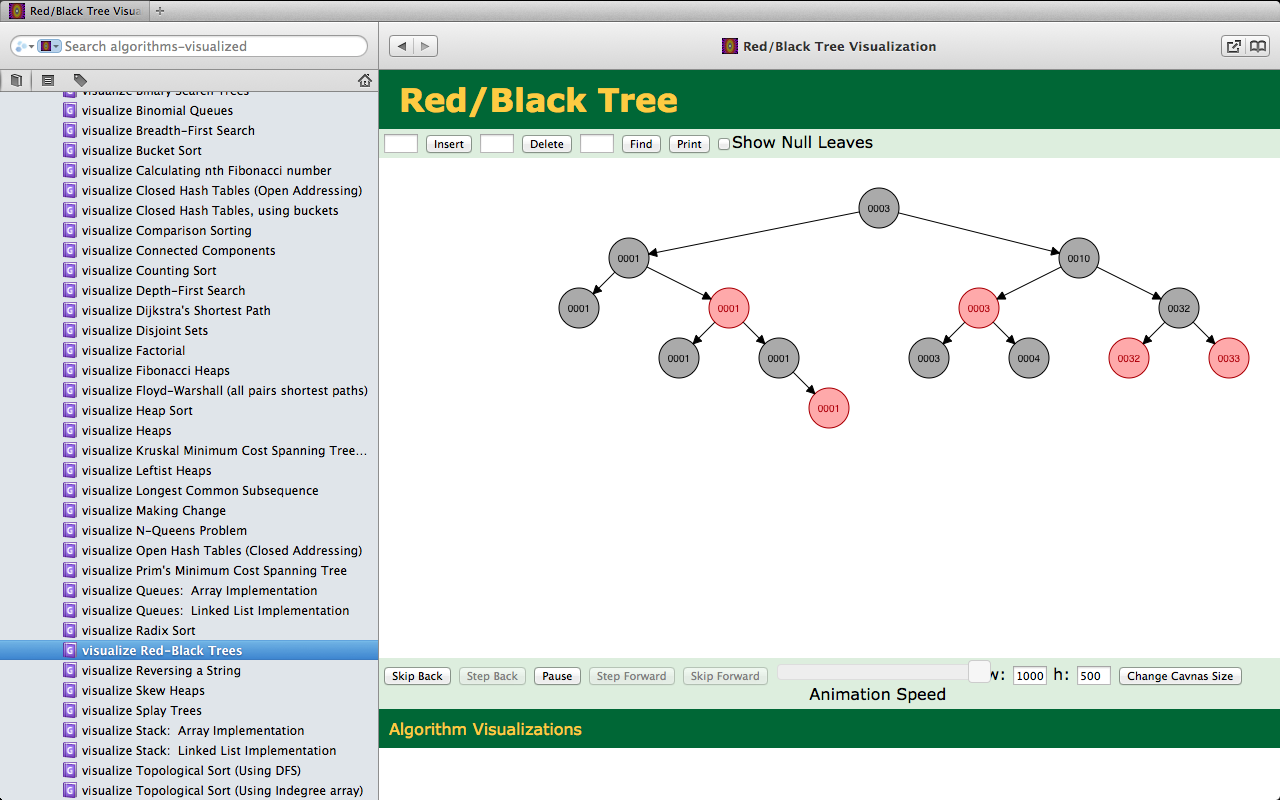 Red/Black Tree Visua
Search algorithms-visualized
Red/Black Tree Visualization
visualize Binary Search Trees
visualize Binomial Queues
visualize Breadth-First Search
visualize Bucket Sort
visualize Calculating nth Fibonacci number
visualize Closed Hash Tables (Open Addressing)
visualize Closed Hash Tables, using buckets
visualize Comparison Sorting
visualize Connected Components
visualize Counting Sort
visualize Depth-First Search
visualize Dijkstra's Shortest Path
visualize Disjoint Sets
visualize Factorial
visualize Fibonacci Heaps
visualize Floyd-Warshall (all pairs shortest paths)
visualize Heap Sort
visualize Heaps
visualize Kruskal Minimum Cost Spanning Tree...
visualize Leftist Heaps
visualize Longest Common Subsequence
visualize Making Change
visualize N-Queens Problem
visualize Open Hash Tables (Closed Addressing)
visualize Prim's Minimum Cost Spanning Tree
visualize Queues:  Array Implementation
visualize Queues:  Linked List Implementation
visualize Radix Sort
visualize Red-Black Trees
visualize Reversing a String
visualize Skew Heaps
visualize Splay Trees
visualize Stack:  Array Implementation
visualize Stack:  Linked List Implementation
visualize Topological Sort (Using DFS)
visualize Topological Sort (Using Indegree array)
Red/Black Tree
Insert Delete Find Print Show Null Leaves
0003
0001 0010
0001 0001 0003 0032
0001 0001 0003 0004 0032 0033
0001
Skip Back Step Back Pause Step Forward Skip Forward w: 1000 h: 500 Change Cavnas Size
Animation Speed
Algorithm Visualizations